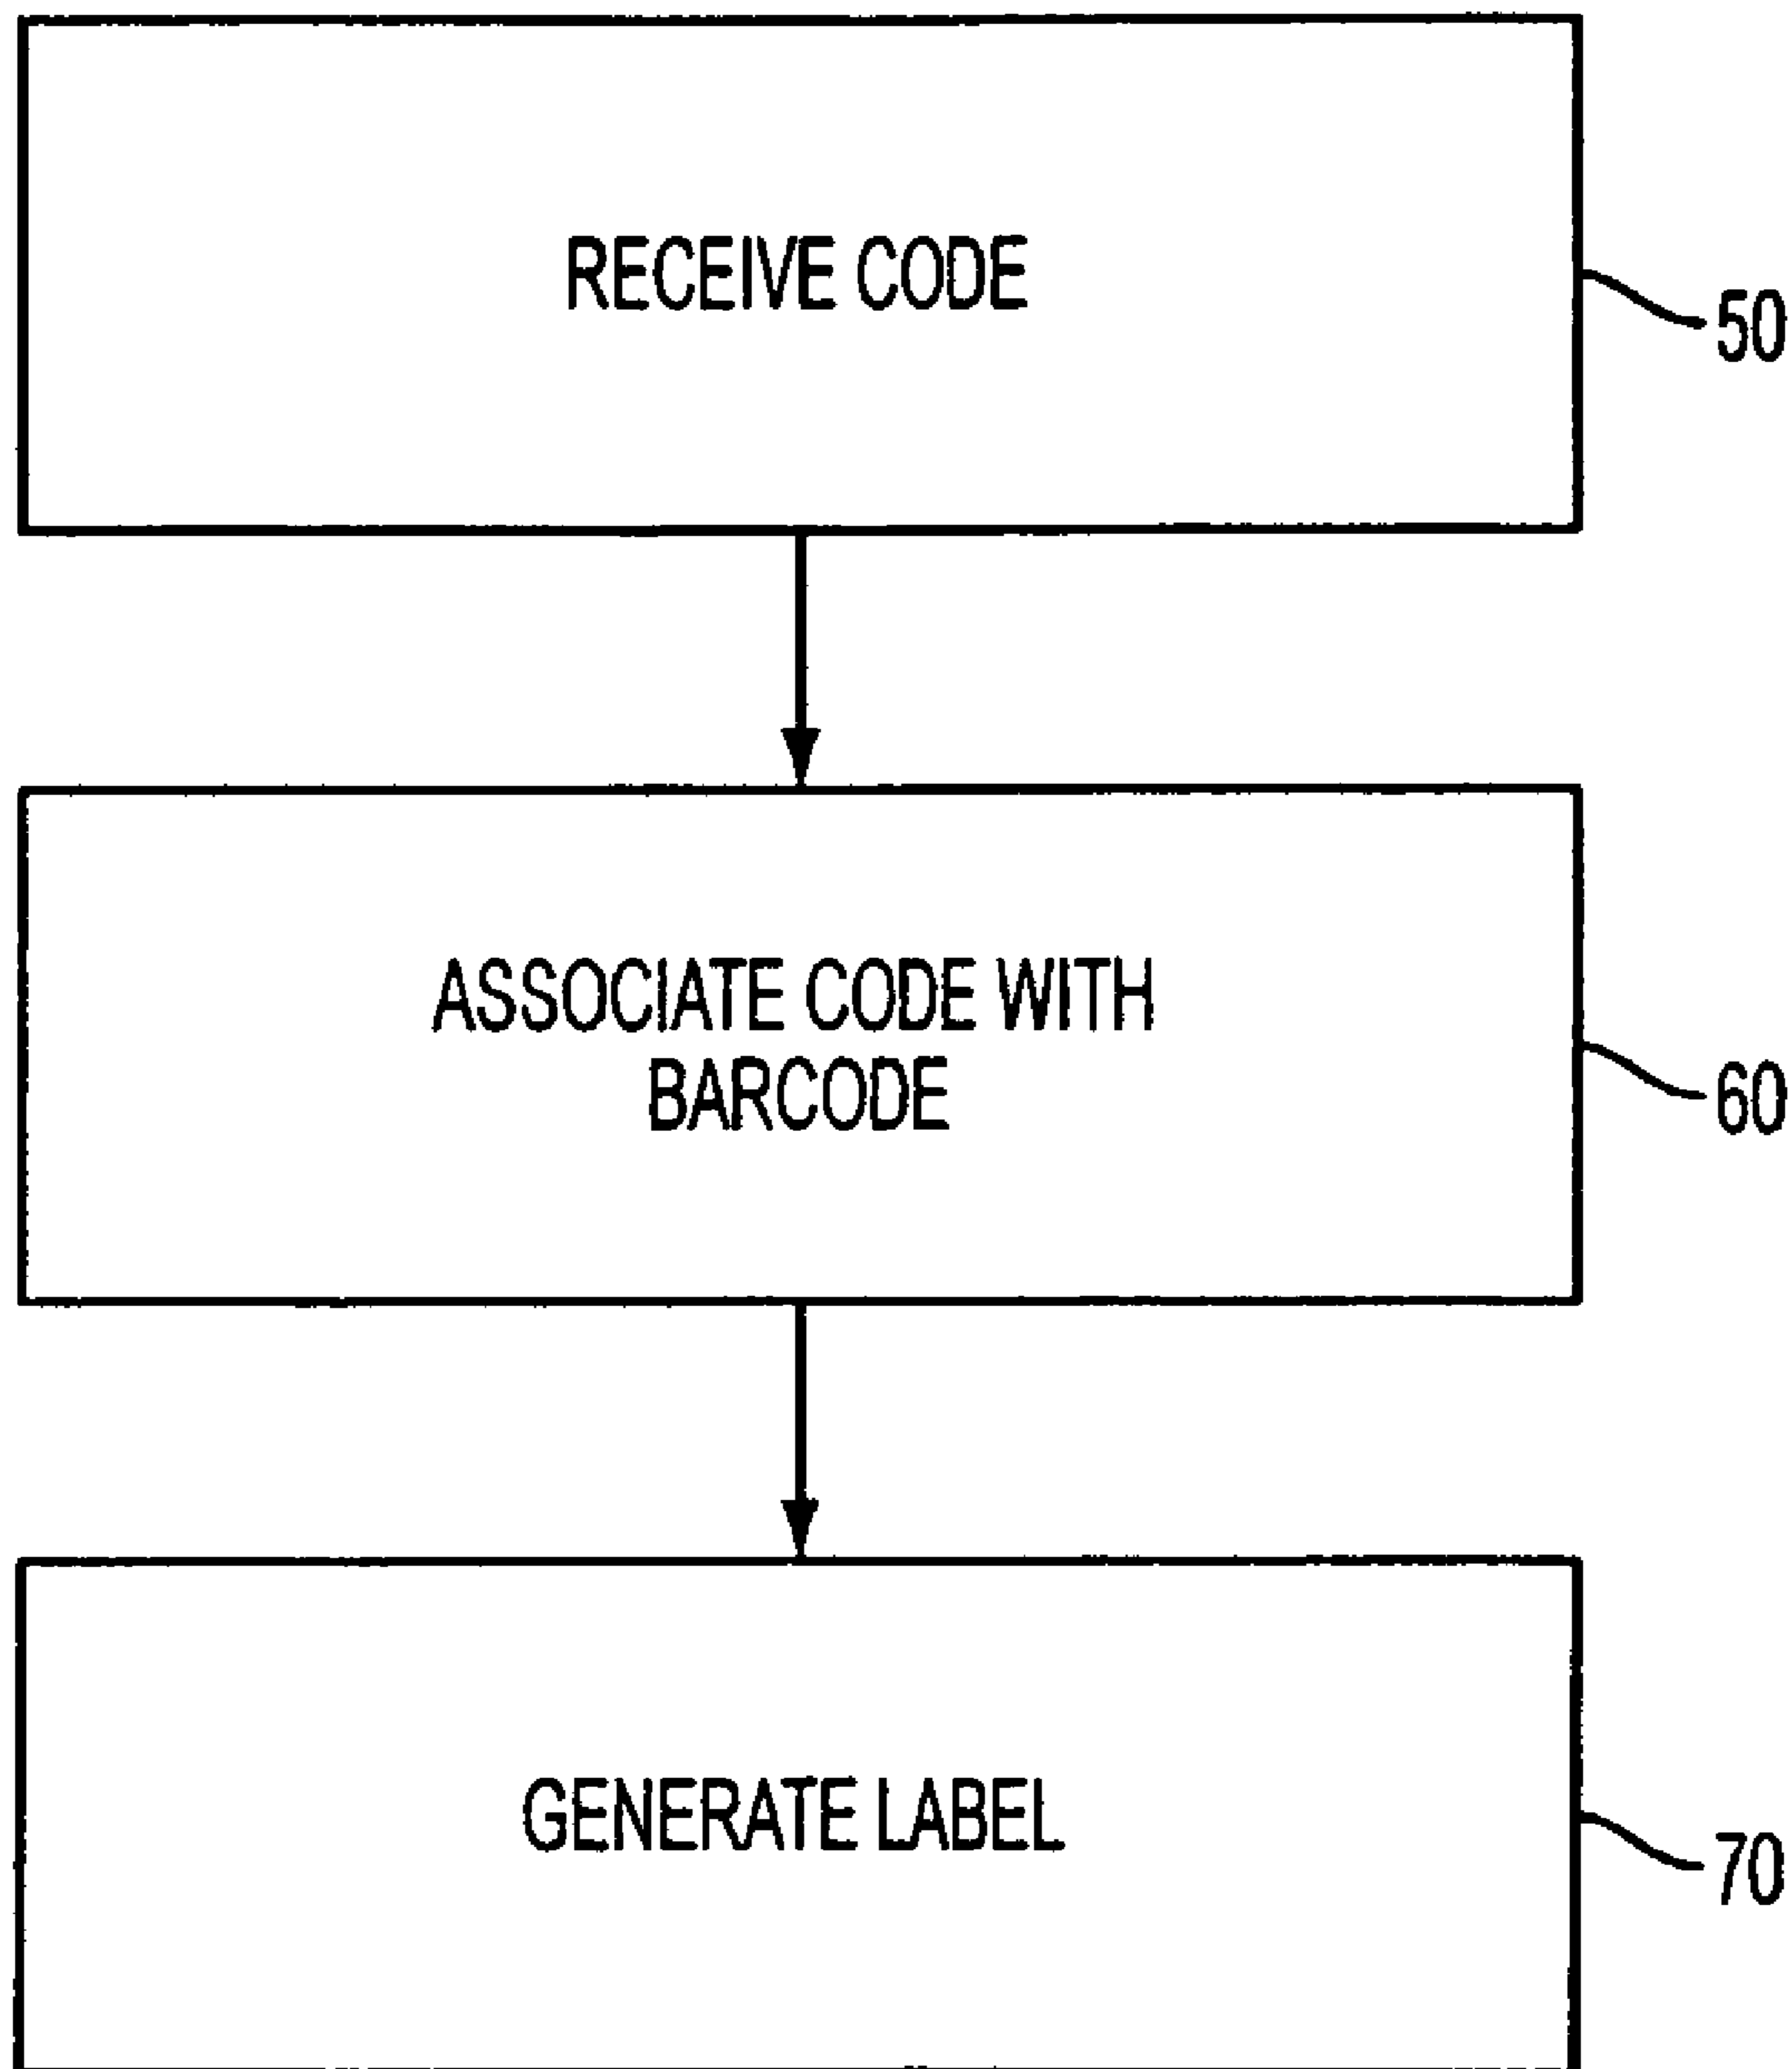 RECEIVE CODE
50
ASSOCIATE CODE WITH
BARCODE
60
GENERATE LABEL
70